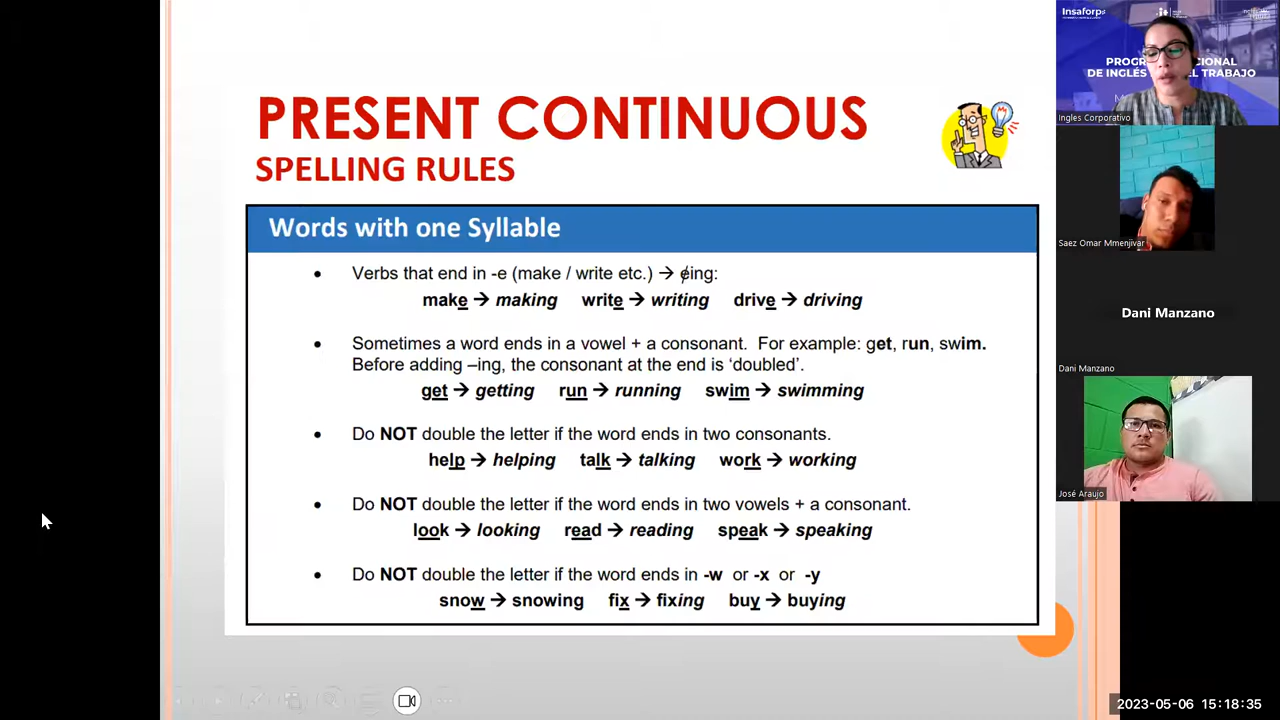 PRESENT CONTINUOUS
SPELLING RULES
Words with one Syllable
• Verbs that end in -e (make / write etc.) → eing:
make → making write → writing drive → driving
• Sometimes a word ends in a vowel + a consonant. For example: get, run, swim.
Before adding –ing, the consonant at the end is ‘doubled’.
get → getting run → running swim → swimming
• Do NOT double the letter if the word ends in two consonants.
help → helping talk → talking work → working
• Do NOT double the letter if the word ends in two vowels + a consonant.
look → looking read → reading speak → speaking
• Do NOT double the letter if the word ends in -w or -x or -y
snow → snowing fix → fixing buy → buying
Insaforp
DE INGLÉS
Ingles Corporativo
Saez Omar Mmenjivar
Dani Manzano
Dani Manzano
José Araujo
2023-05-06 15:18:35